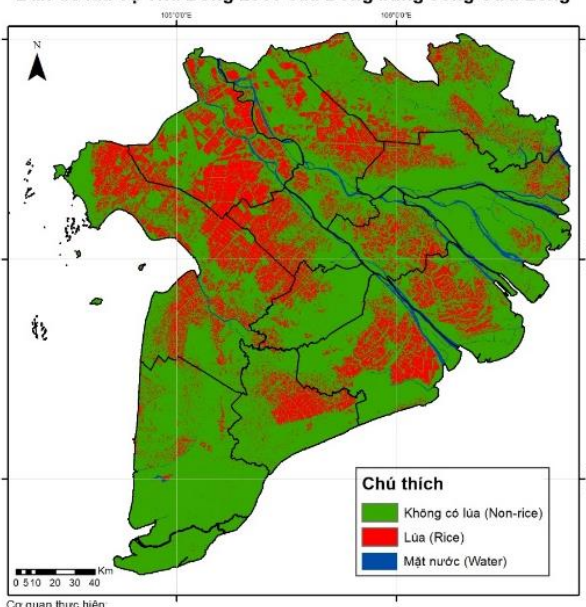 105°0'0"E 106°0'0"E
N
Chú thích
Không có lúa (Non-rice)
Lúa (Rice)
Mặt nước (Water)
Km
0 5 10 20 30 40
Cơ quan thực hiện: